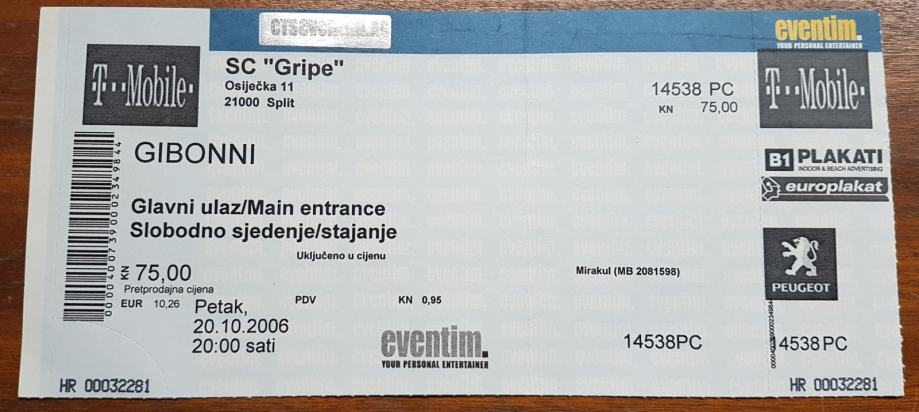 eventim.
YOUR PERSONAL ENTERTAINER
T··Mobile·
SC "Gripe"
Osiječka 11
21000 Split
14538 PC
KN 75,00
T··Mobile·
GIBONNI
B1 PLAKATI
INDOOR & BEACH ADVERTISING
europlakat
Glavni ulaz/Main entrance
Slobodno sjedenje/stajanje
Uključeno u cijenu
KN 75,00
Pretprodajna cijena
EUR 10,26
PDV KN 0,95
Mirakul (MB 2081598)
PEUGEOT
Petak,
20.10.2006
20:00 sati
eventim.
YOUR PERSONAL ENTERTAINER
14538PC
4538 PC
HR 00032281
HR 00032281